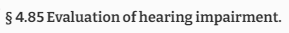 § 4.85 Evaluation of hearing impairment.